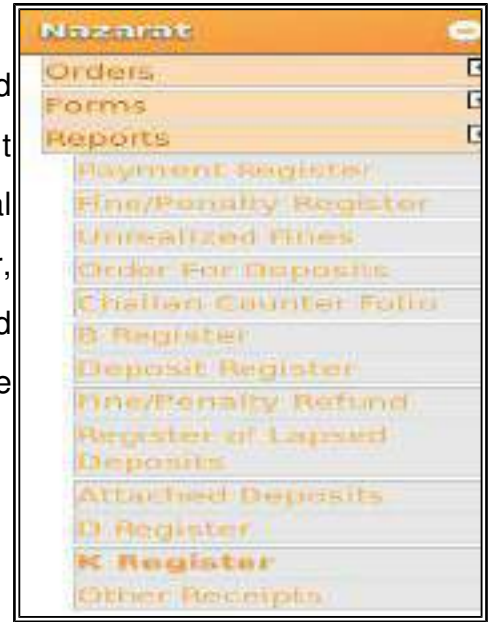 Nazarat
Orders
Forms
Reports
Payment Register
Fine/Penalty Register
Unrealized Fines
Order For Deposits
Challan Counter Folio
B Register
Deposit Register
Fine/Penalty Refund
Register of Lapsed
Deposits
Attached Deposits
D Register
K Register
Other Receipts